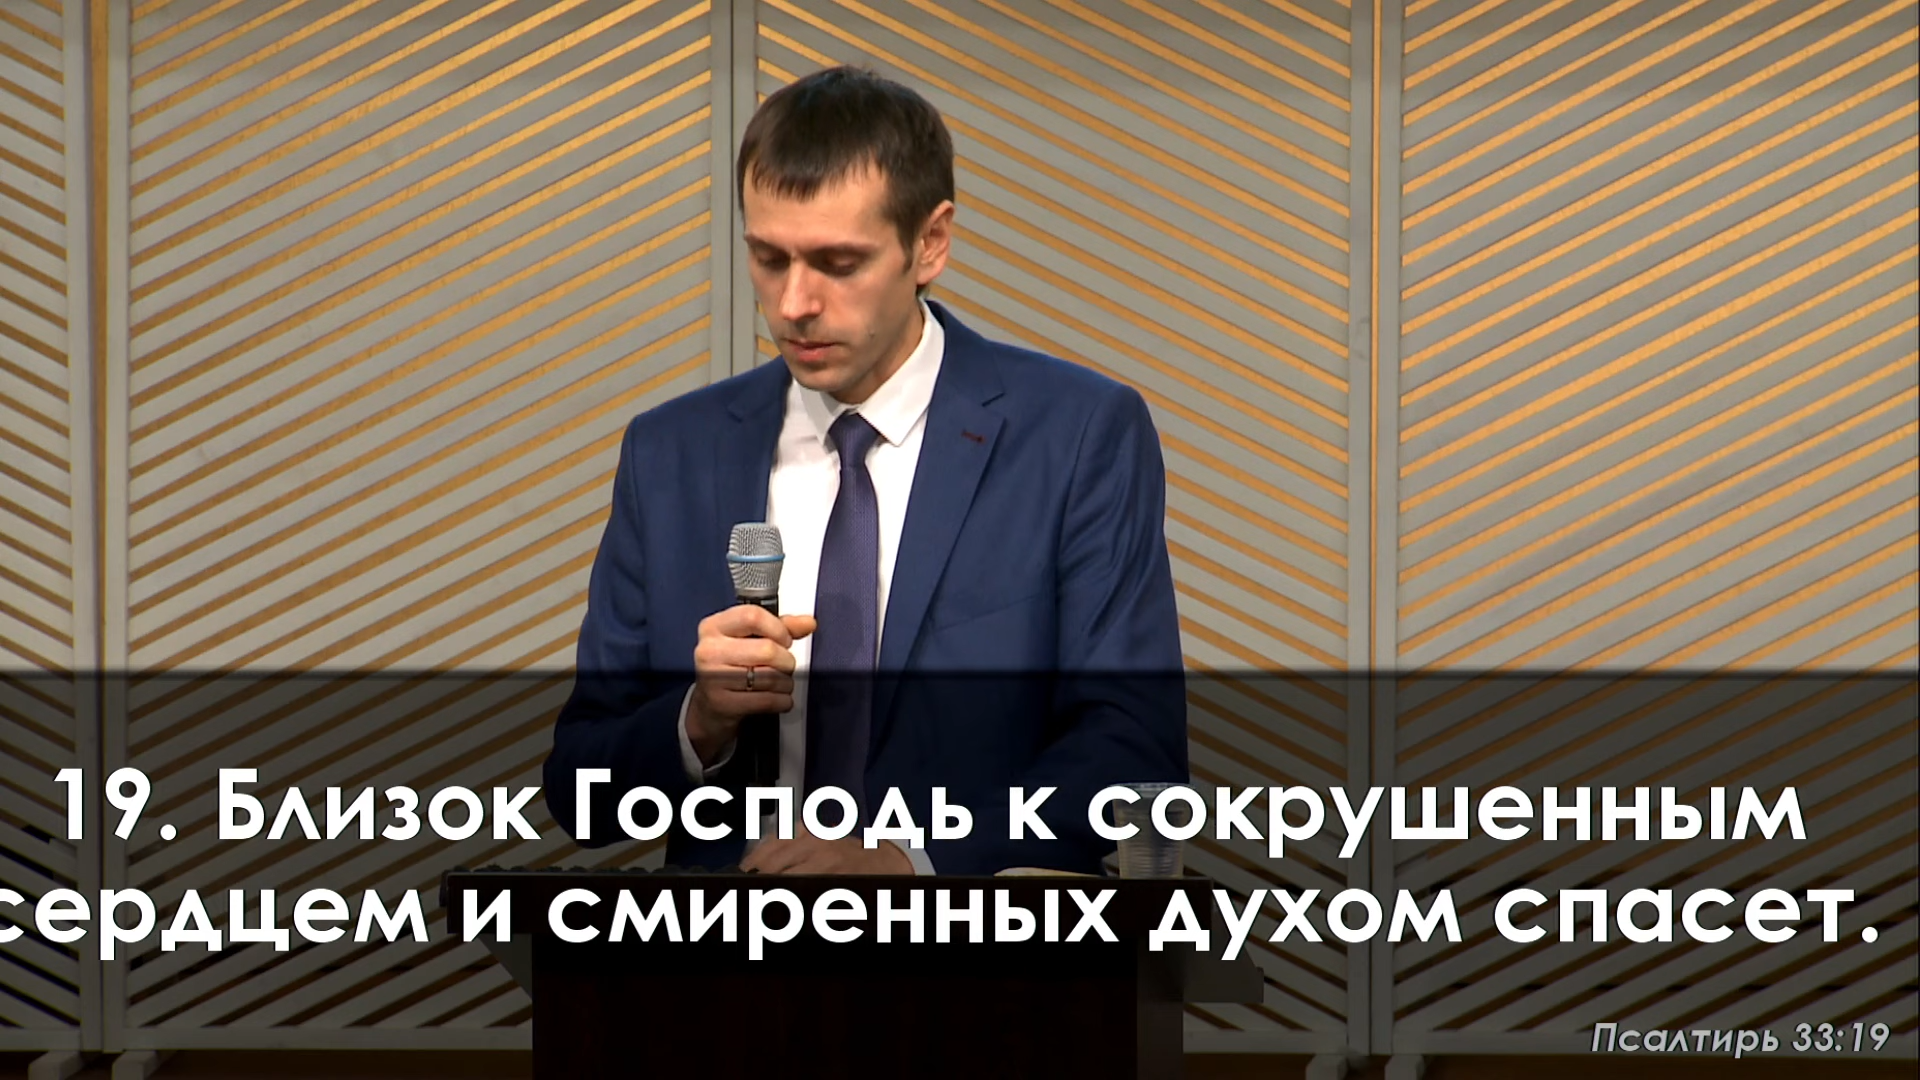 19. Близок Господь к сокрушенным
сердцем и смиренных духом спасет.
Псалтирь 33:19